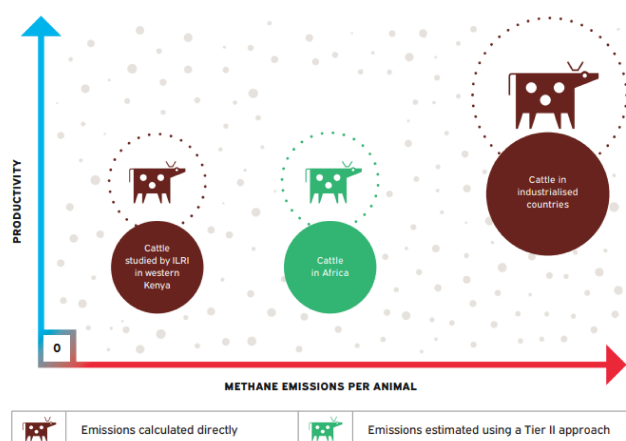 PRODUCTIVITY
Cattle
studied by ILRI
in western
Kenya
Cattle
in Africa
Cattle in
industrialised
countries
0
METHANE EMISSIONS PER ANIMAL
Emissions calculated directly
Emissions estimated using a Tier II approach